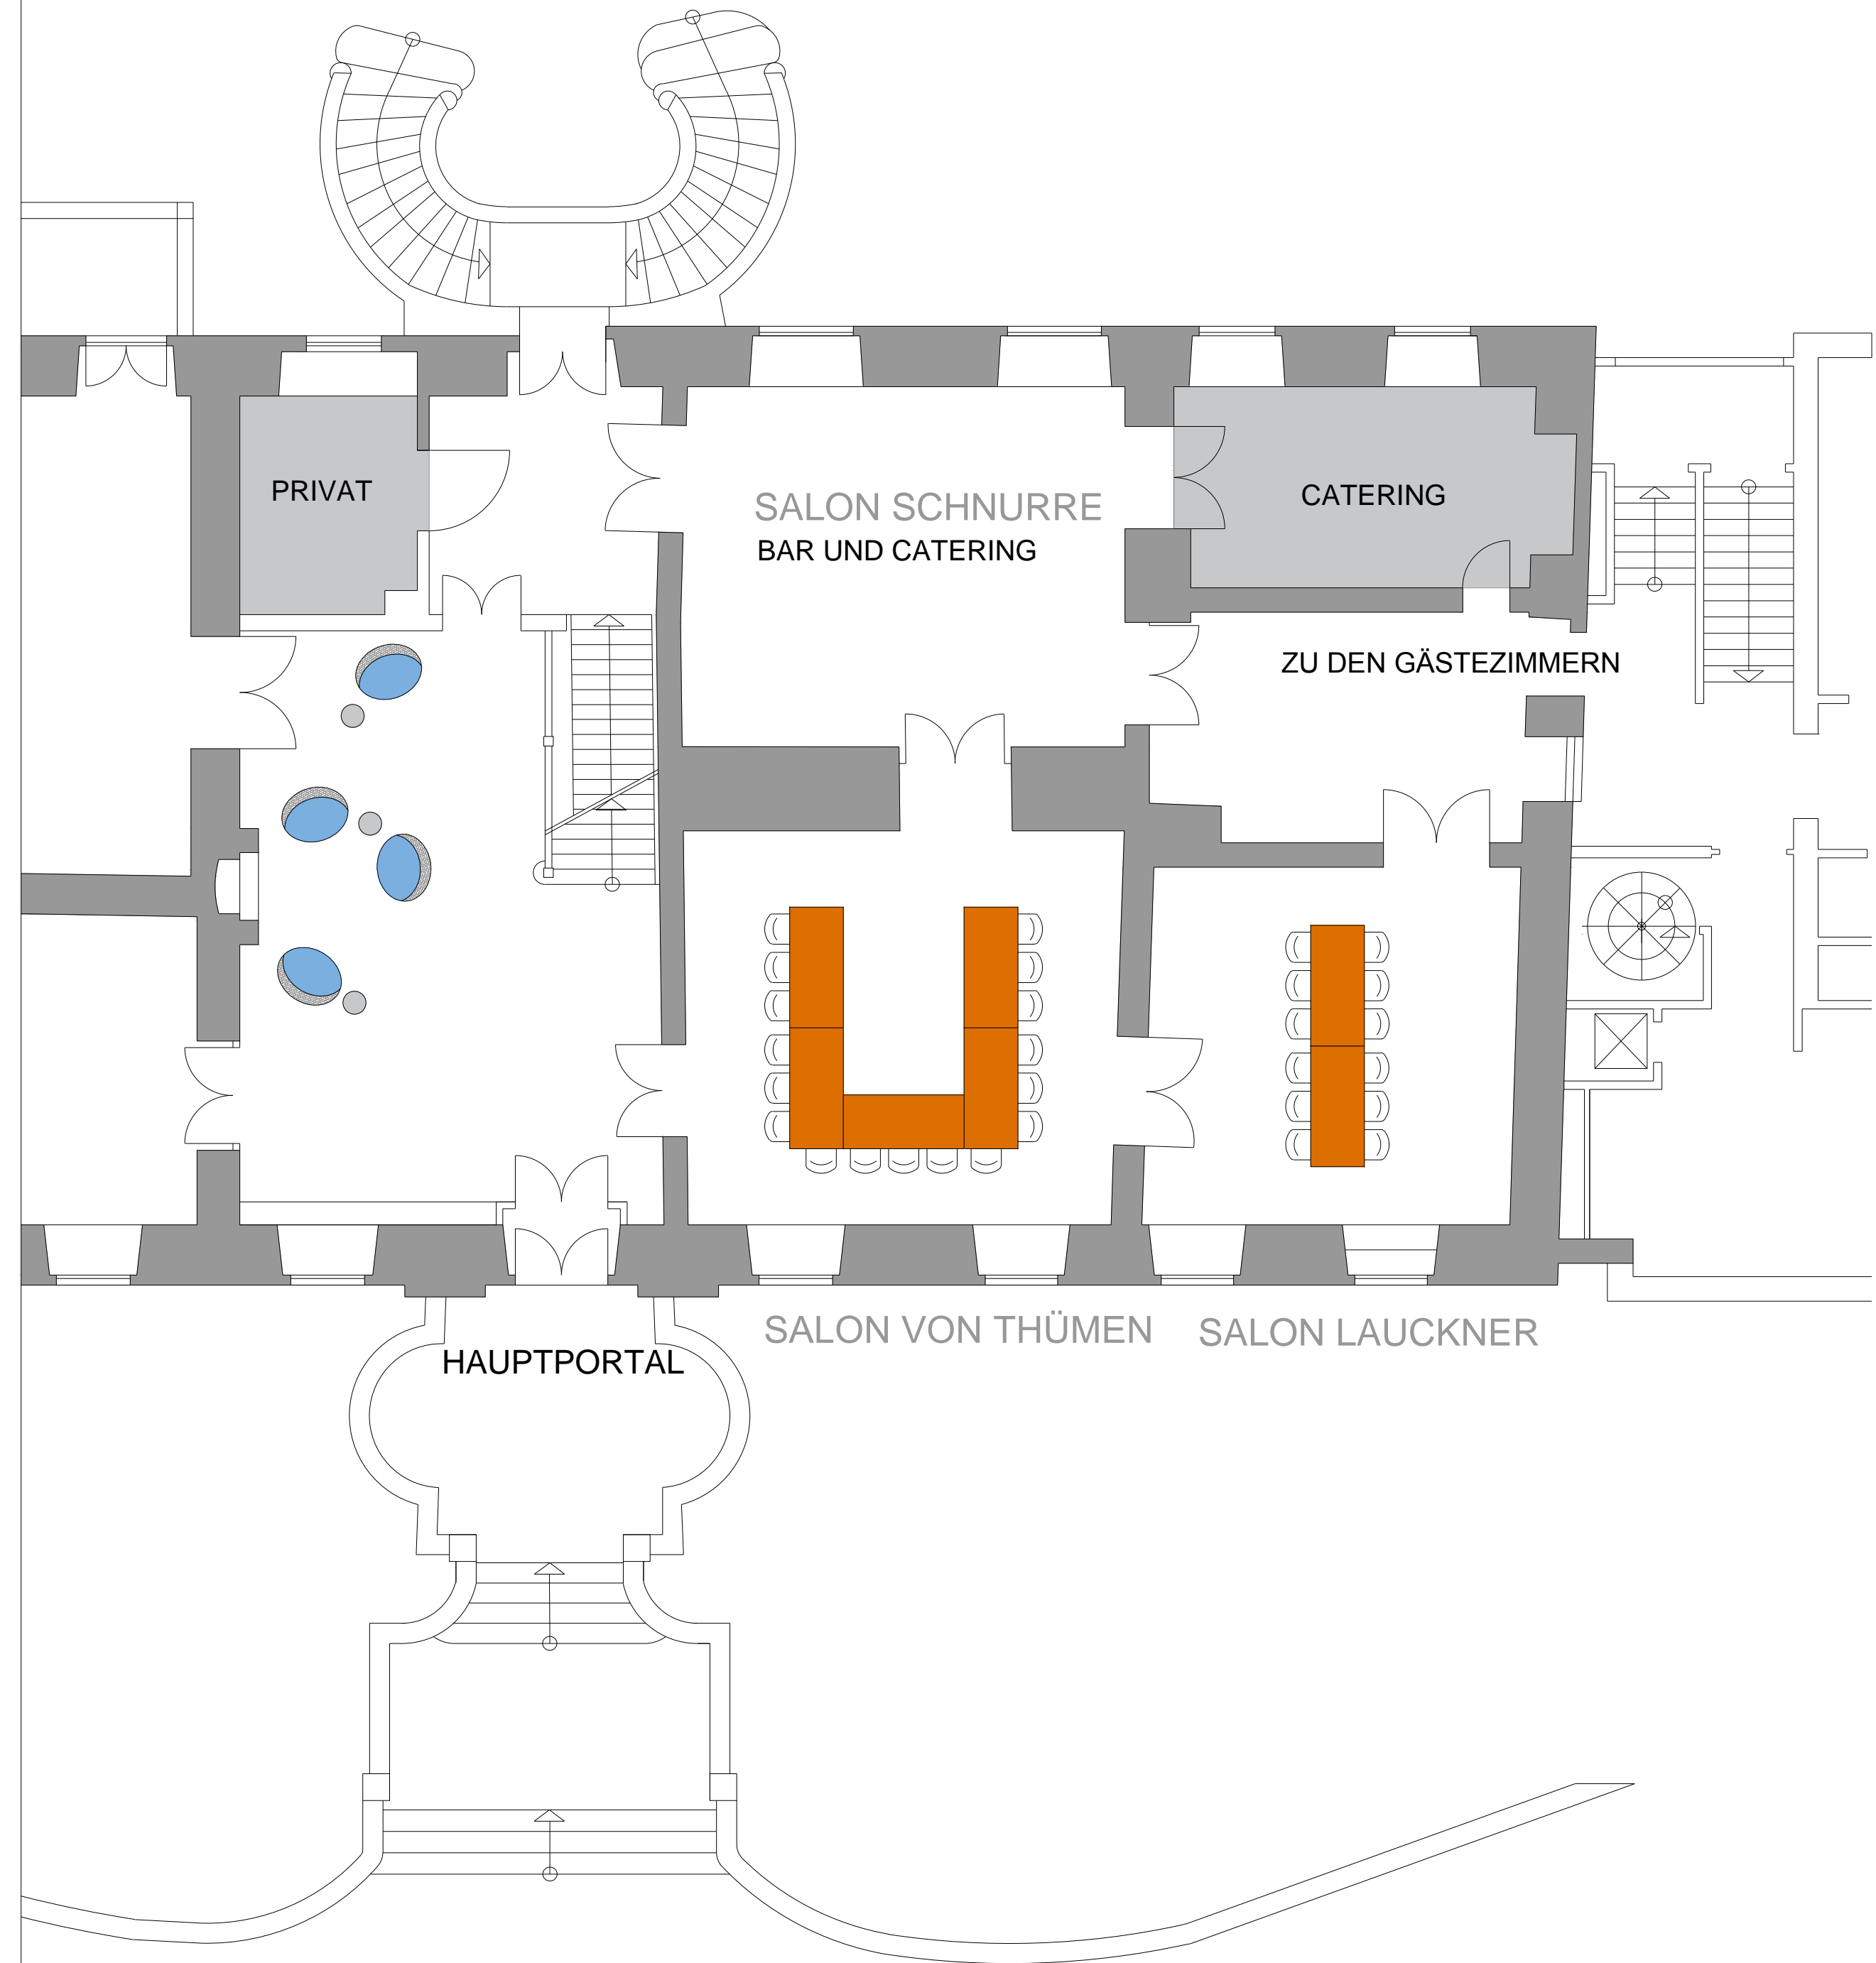 PRIVAT
SALON SCHNURRE
BAR UND CATERING
CATERING
ZU DEN GÄSTEZIMMERN
SALON VON THÜMEN
SALON LAUCKNER
HAUPTPORTAL